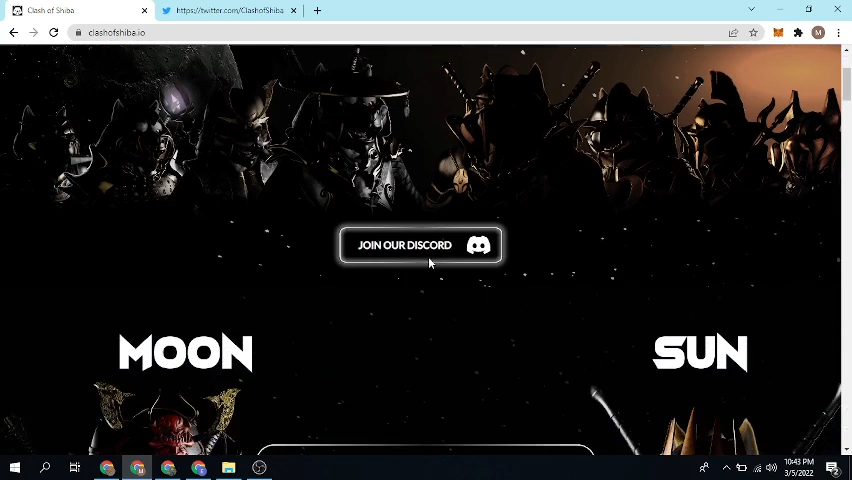 Clash of Shiba
https://twitter.com/ClashofShiba
clashofshiba.io
M
JOIN OUR DISCORD
MOON
SUN
10:43 PM
3/5/2022
2